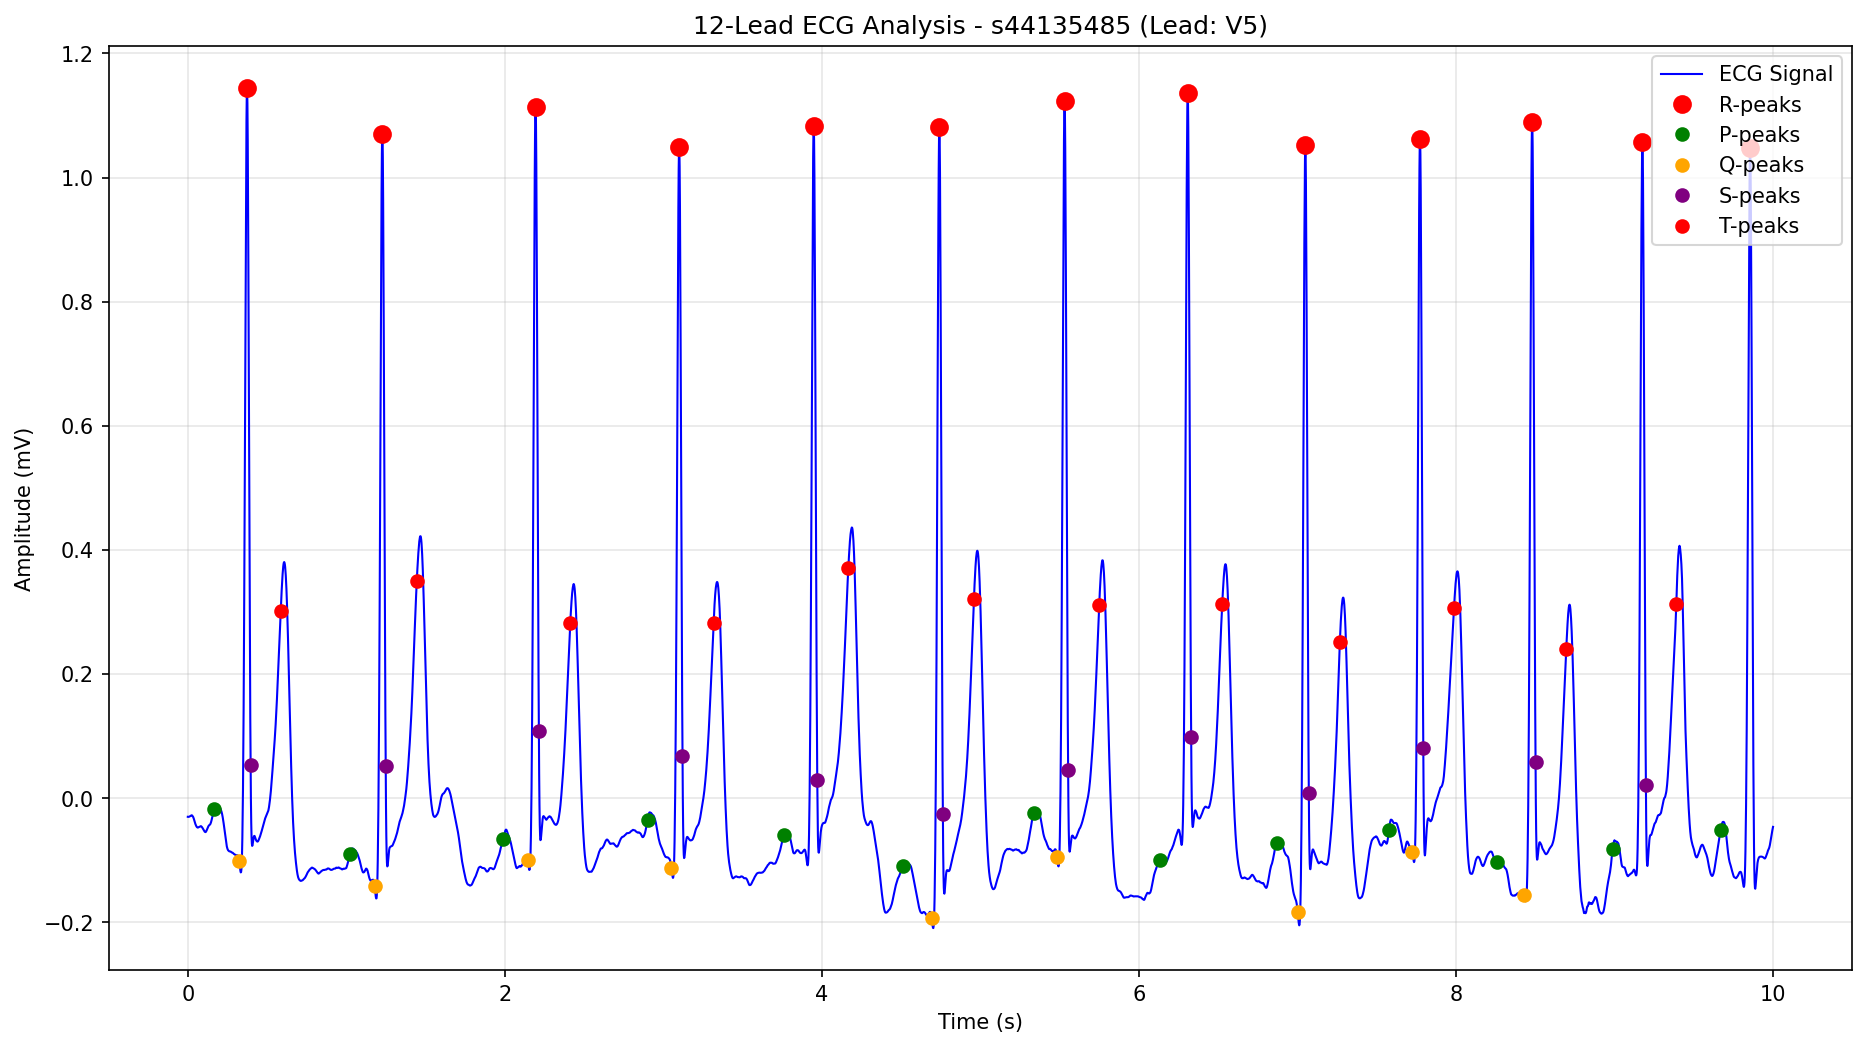 12-Lead ECG Analysis - s44135485 (Lead: V5)
1.2
1.0
0.8
0.6
0.4
0.2
0.0
−0.2
Amplitude (mV)
ECG Signal
R-peaks
P-peaks
Q-peaks
S-peaks
T-peaks
0
2
4
6
8
10
Time (s)